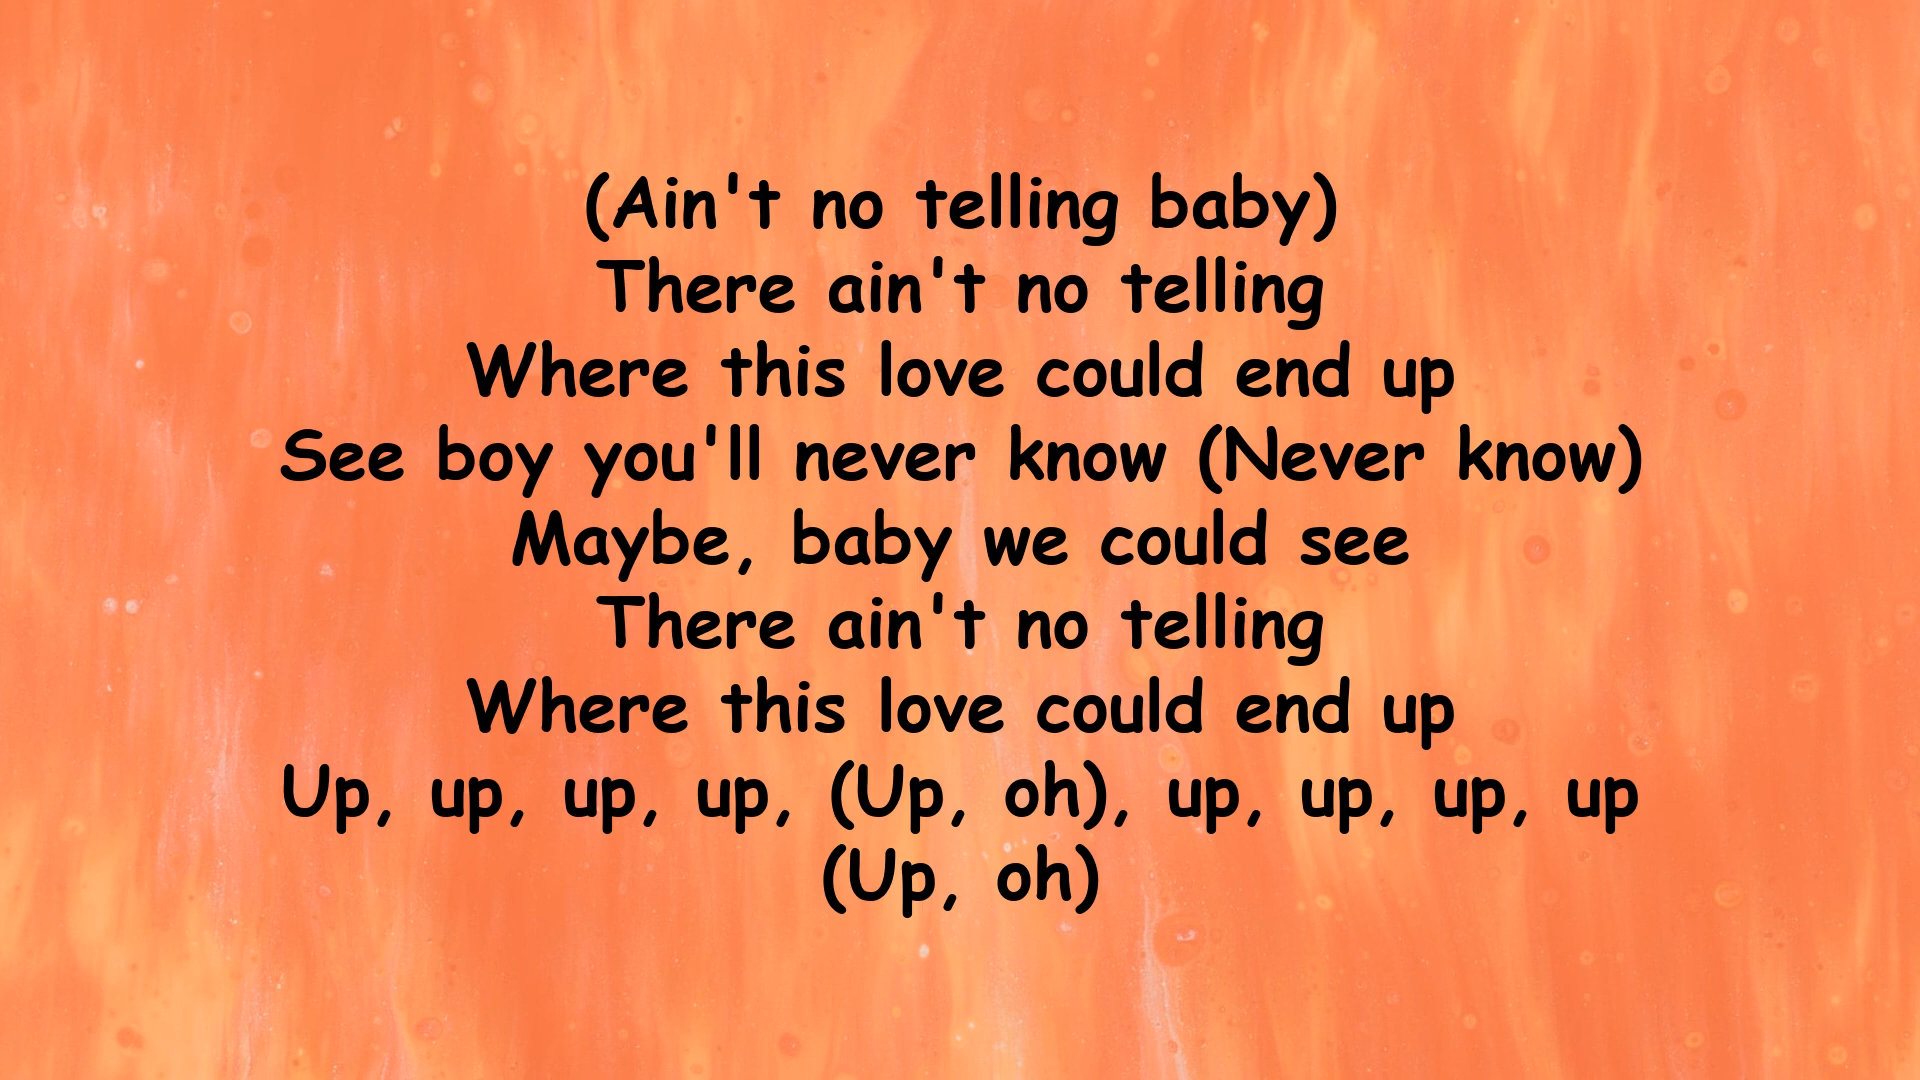 (Ain't no telling baby)
There ain't no telling
Where this love could end up
See boy you'll never know (Never know)
Maybe, baby we could see
There ain't no telling
Where this love could end up
Up, up, up, up, (Up, oh), up, up, up, up
(Up, oh)